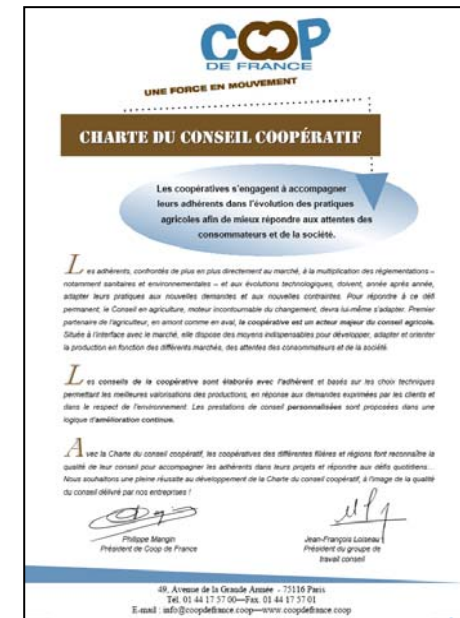 COOP
DE FRANCE
UNE FORCE EN MOUVEMENT
CHARTE DU CONSEIL COOPÉRATIF
Les coopératives s'engagent à accompagner
leurs adhérents dans l'évolution des pratiques
agricoles afin de mieux répondre aux attentes des
consommateurs et de la société.
Les adhérents, confrontés de plus en plus directement au marché, à la multiplication des réglementations –
notamment sanitaires et environnementales – et aux évolutions technologiques, doivent, année après année,
adapter leurs pratiques aux nouvelles demandes et aux nouvelles contraintes. Pour répondre à ce défi
permanent, le Conseil en agriculture, moteur incontournable du changement, devra lui-même s'adapter. Premier
partenaire de l'agriculteur, en amont comme en aval, la coopérative est un acteur majeur du conseil agricole.
Située à l'interface avec le marché, elle dispose des moyens indispensables pour développer, adapter et orienter
la production en fonction des différents marchés, des attentes des consommateurs et de la société.
Les conseils de la coopérative sont élaborés avec l'adhérent et basés sur les choix techniques
permettant les meilleures valorisations des productions, en réponse aux demandes exprimées par les clients et
dans le respect de l'environnement. Les prestations de conseil personnalisées sont proposées dans une
logique d'amélioration continue.
Avec la Charte du conseil coopératif, les coopératives des différentes filières et régions font reconnaître la
qualité de leur conseil pour accompagner les adhérents dans leurs projets et répondre aux défis quotidiens…
Nous souhaitons une pleine réussite au développement de la Charte du conseil coopératif, à l'image de la qualité
du conseil délivré par nos entreprises !
Philippe Mangin
Président de Coop de France
Jean-François Loiseau
Président du groupe de
travail conseil
49, Avenue de la Grande Armée - 75116 Paris
Tél. 01 44 17 57 00—Fax. 01 44 17 57 01
E-mail : info@coopdefrance.coop—www.coopdefrance.coop